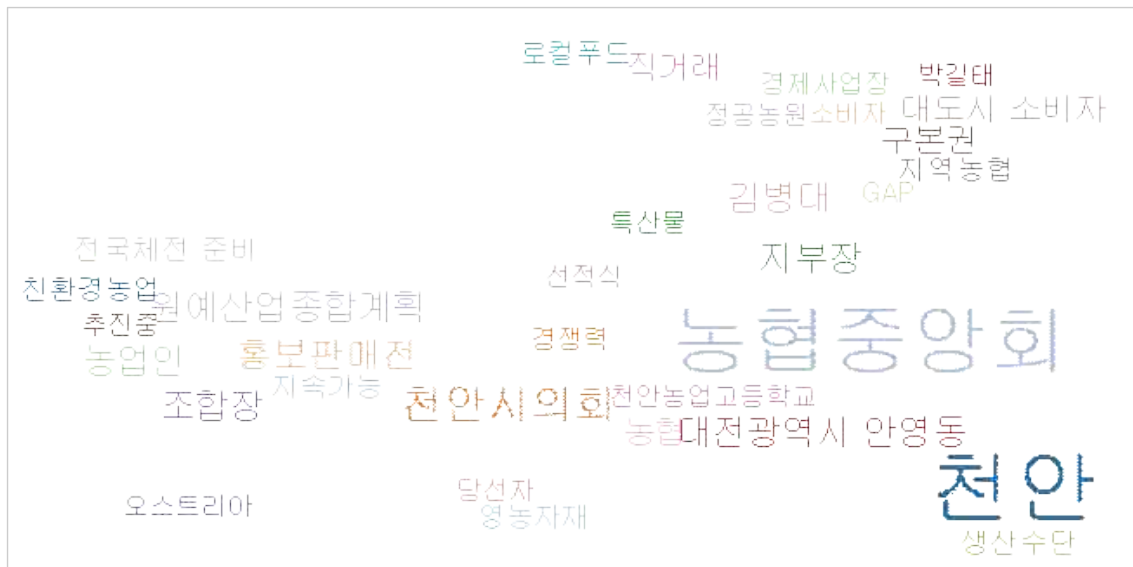 로컬푸드
직거래
경제사업장
박길태
정공농원
소비자
대도시 소비자
구본권
지역농협
김병대
GAP
특산물
지부장
전국체전 준비
선적식
친환경농업
원예산업종합계획
추진중
경쟁력
농협중앙회
농업인
홍보판매전
지속가능
조합장
천안시의회
천안농업고등학교
농협
대전광역시 안영동
천안
당선자
오스트리아
영농자재
생산수단